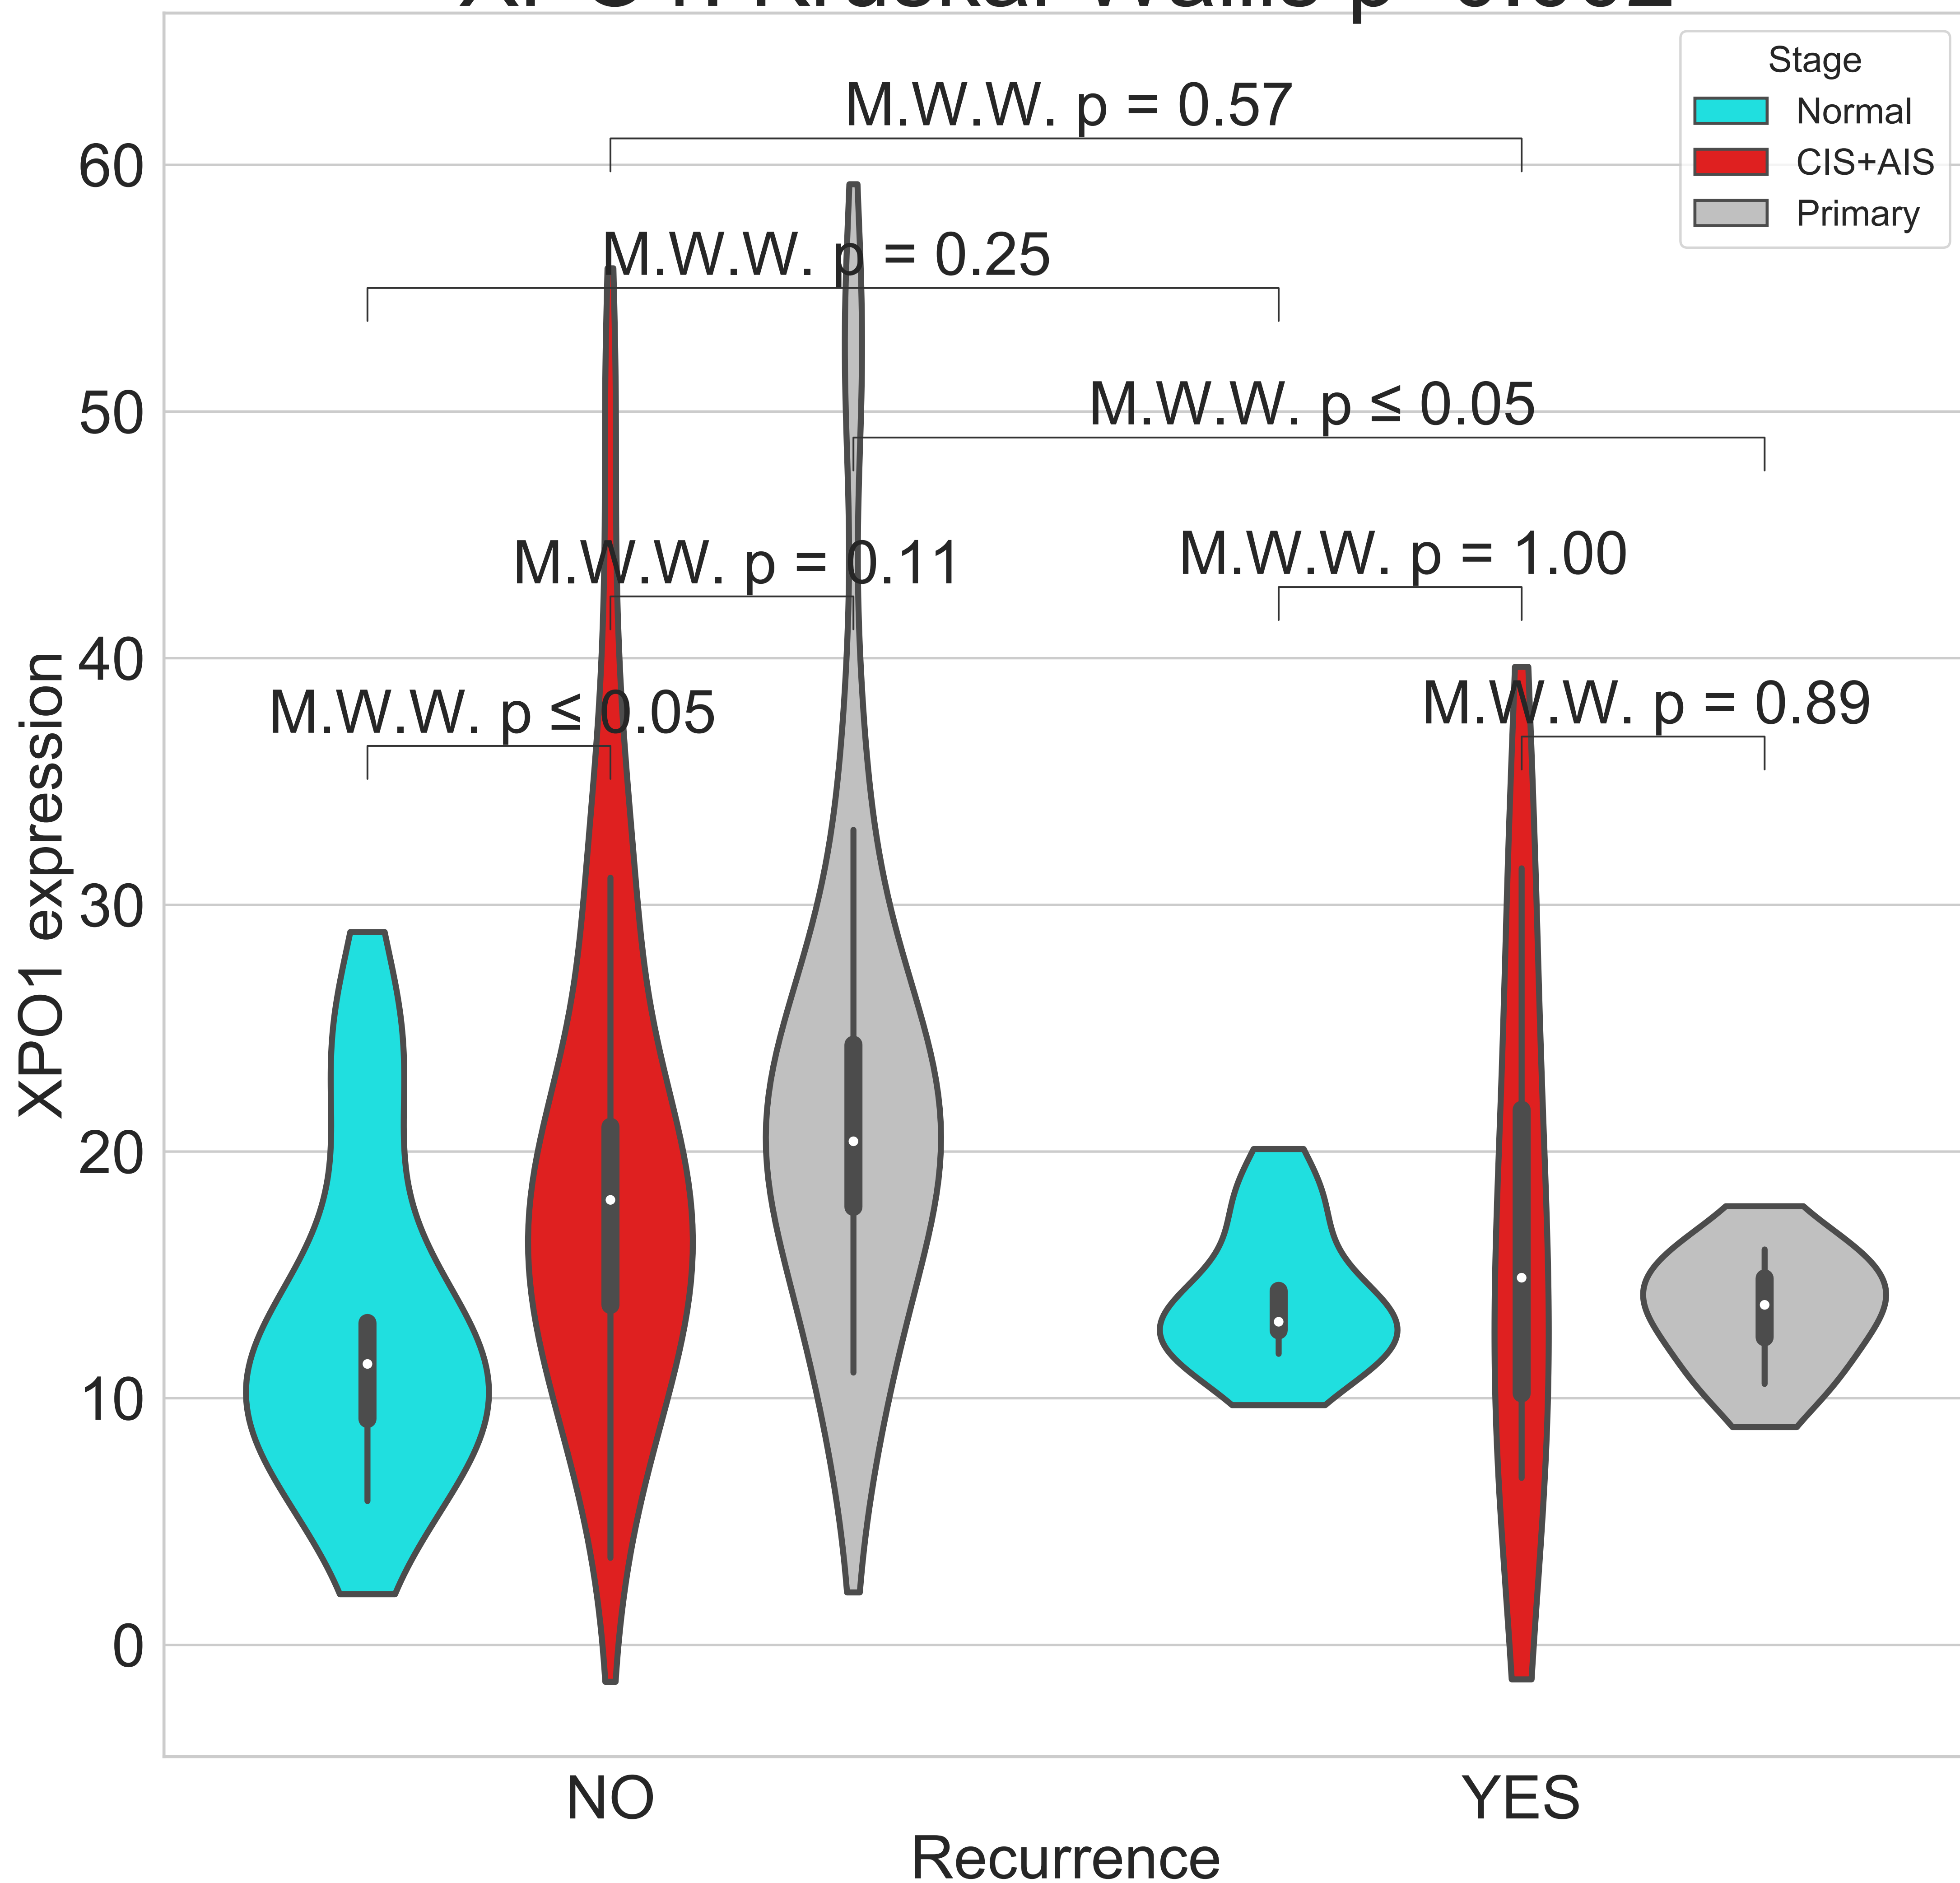 Stage
Normal
CIS+AIS
Primary
M.W.W. p = 0.57
M.W.W. p = 0.25
M.W.W. p ≤ 0.05
M.W.W. p = 0.11
M.W.W. p = 1.00
M.W.W. p ≤ 0.05
M.W.W. p = 0.89
60
50
40
30
20
10
0
XPO1 expression
NO
YES
Recurrence